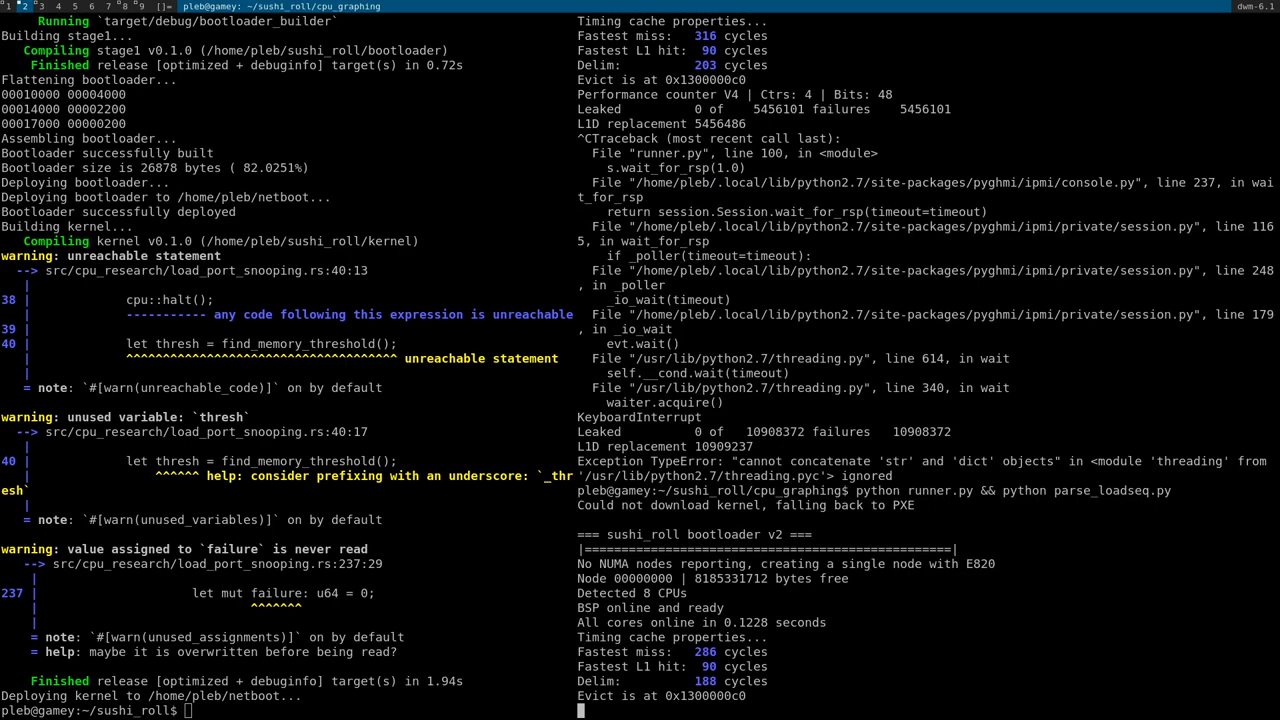 1 2 3 4 5 6 7 8 9 []= pleb@gamey: ~/sushi_roll/cpu_graphing dwm-6.1
Running `target/debug/bootloader_builder`
Building stage1...
Compiling stage1 v0.1.0 (/home/pleb/sushi_roll/bootloader)
Finished release [optimized + debuginfo] target(s) in 0.72s
Flattening bootloader...
00010000 00004000
00014000 00002200
00017000 00000200
Assembling bootloader...
Bootloader successfully built
Bootloader size is 26878 bytes ( 82.0251%)
Deploying bootloader...
Deploying bootloader to /home/pleb/netboot...
Bootloader successfully deployed
Building kernel...
Compiling kernel v0.1.0 (/home/pleb/sushi_roll/kernel)
warning: unreachable statement
--> src/cpu_research/load_port_snooping.rs:40:13
|
38 | cpu::halt();
| ----------- any code following this expression is unreachable
39 |
40 | let thresh = find_memory_threshold();
| ^^^^^^^^^^^^^^^^^^^^^^^^^^^^^^^^^^^^^ unreachable statement
|
= note: `#[warn(unreachable_code)]` on by default
warning: unused variable: `thresh`
--> src/cpu_research/load_port_snooping.rs:40:17
|
40 | let thresh = find_memory_threshold();
| ^^^^^^ help: consider prefixing with an underscore: `_thr
esh`
|
= note: `#[warn(unused_variables)]` on by default
warning: value assigned to `failure` is never read
--> src/cpu_research/load_port_snooping.rs:237:29
|
237 | let mut failure: u64 = 0;
| ^^^^^^^
|
= note: `#[warn(unused_assignments)]` on by default
= help: maybe it is overwritten before being read?
Finished release [optimized + debuginfo] target(s) in 1.94s
Deploying kernel to /home/pleb/netboot...
pleb@gamey:~/sushi_roll$
Timing cache properties...
Fastest miss: 316 cycles
Fastest L1 hit: 90 cycles
Delim: 203 cycles
Evict is at 0x1300000c0
Performance counter V4 | Ctrs: 4 | Bits: 48
Leaked 0 of 5456101 failures 5456101
L1D replacement 5456486
^CTraceback (most recent call last):
File "runner.py", line 100, in <module>
s.wait_for_rsp(1.0)
File "/home/pleb/.local/lib/python2.7/site-packages/pyghmi/ipmi/console.py", line 237, in wai
t_for_rsp
return session.Session.wait_for_rsp(timeout=timeout)
File "/home/pleb/.local/lib/python2.7/site-packages/pyghmi/ipmi/private/session.py", line 116
5, in wait_for_rsp
if _poller(timeout=timeout):
File "/home/pleb/.local/lib/python2.7/site-packages/pyghmi/ipmi/private/session.py", line 248
, in _poller
_io_wait(timeout)
File "/home/pleb/.local/lib/python2.7/site-packages/pyghmi/ipmi/private/session.py", line 179
, in _io_wait
evt.wait()
File "/usr/lib/python2.7/threading.py", line 614, in wait
self.__cond.wait(timeout)
File "/usr/lib/python2.7/threading.py", line 340, in wait
waiter.acquire()
KeyboardInterrupt
Leaked 0 of 10908372 failures 10908372
L1D replacement 10909237
Exception TypeError: "cannot concatenate 'str' and 'dict' objects" in <module 'threading' from
'/usr/lib/python2.7/threading.pyc'> ignored
pleb@gamey:~/sushi_roll/cpu_graphing$ python runner.py && python parse_loadseq.py
Could not download kernel, falling back to PXE
=== sushi_roll bootloader v2 ===
|==================================================|
No NUMA nodes reporting, creating a single node with E820
Node 00000000 | 8185331712 bytes free
Detected 8 CPUs
BSP online and ready
All cores online in 0.1228 seconds
Timing cache properties...
Fastest miss: 286 cycles
Fastest L1 hit: 90 cycles
Delim: 188 cycles
Evict is at 0x1300000c0